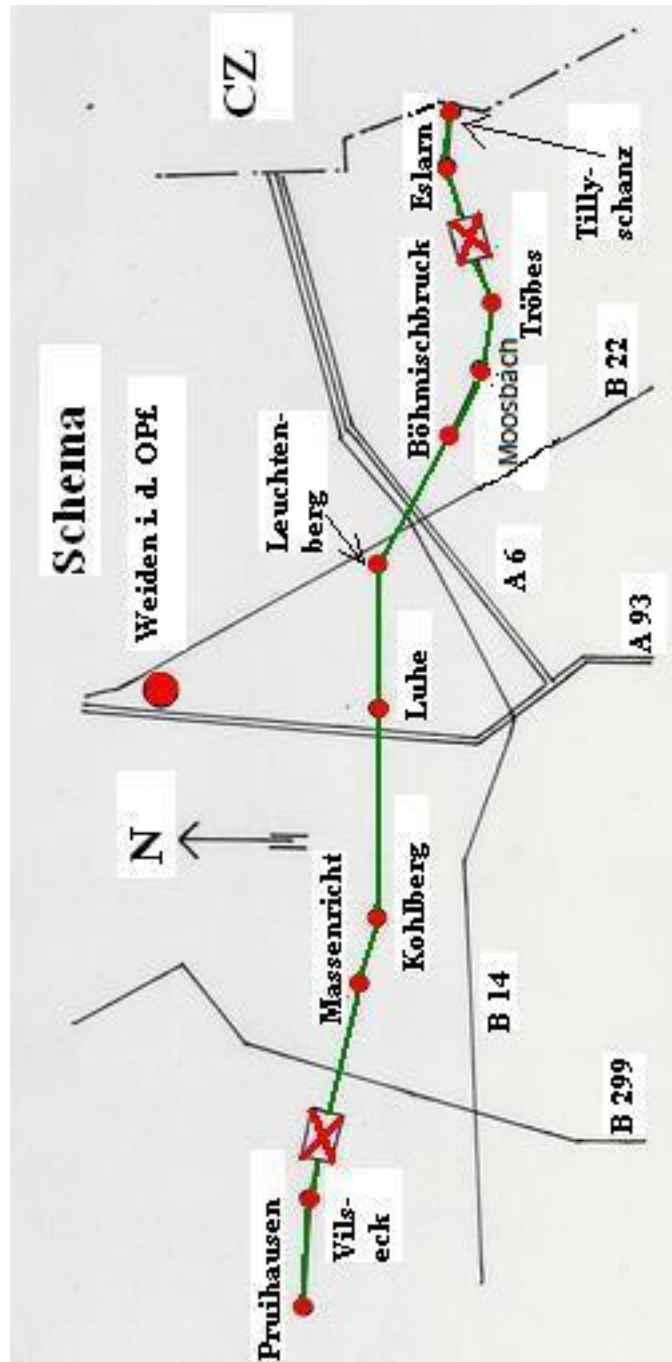 Schema
CZ
Weiden i. d. OPf.
N
Leuchten-
berg
Eslarn
Böhmischbruck
Tilly-
schanz
Tröbes
Moosbach
B 22
A 6
A 93
Luhe
Massenricht
Kohlberg
B 14
B 299
Pruihausen
Vils-
eck